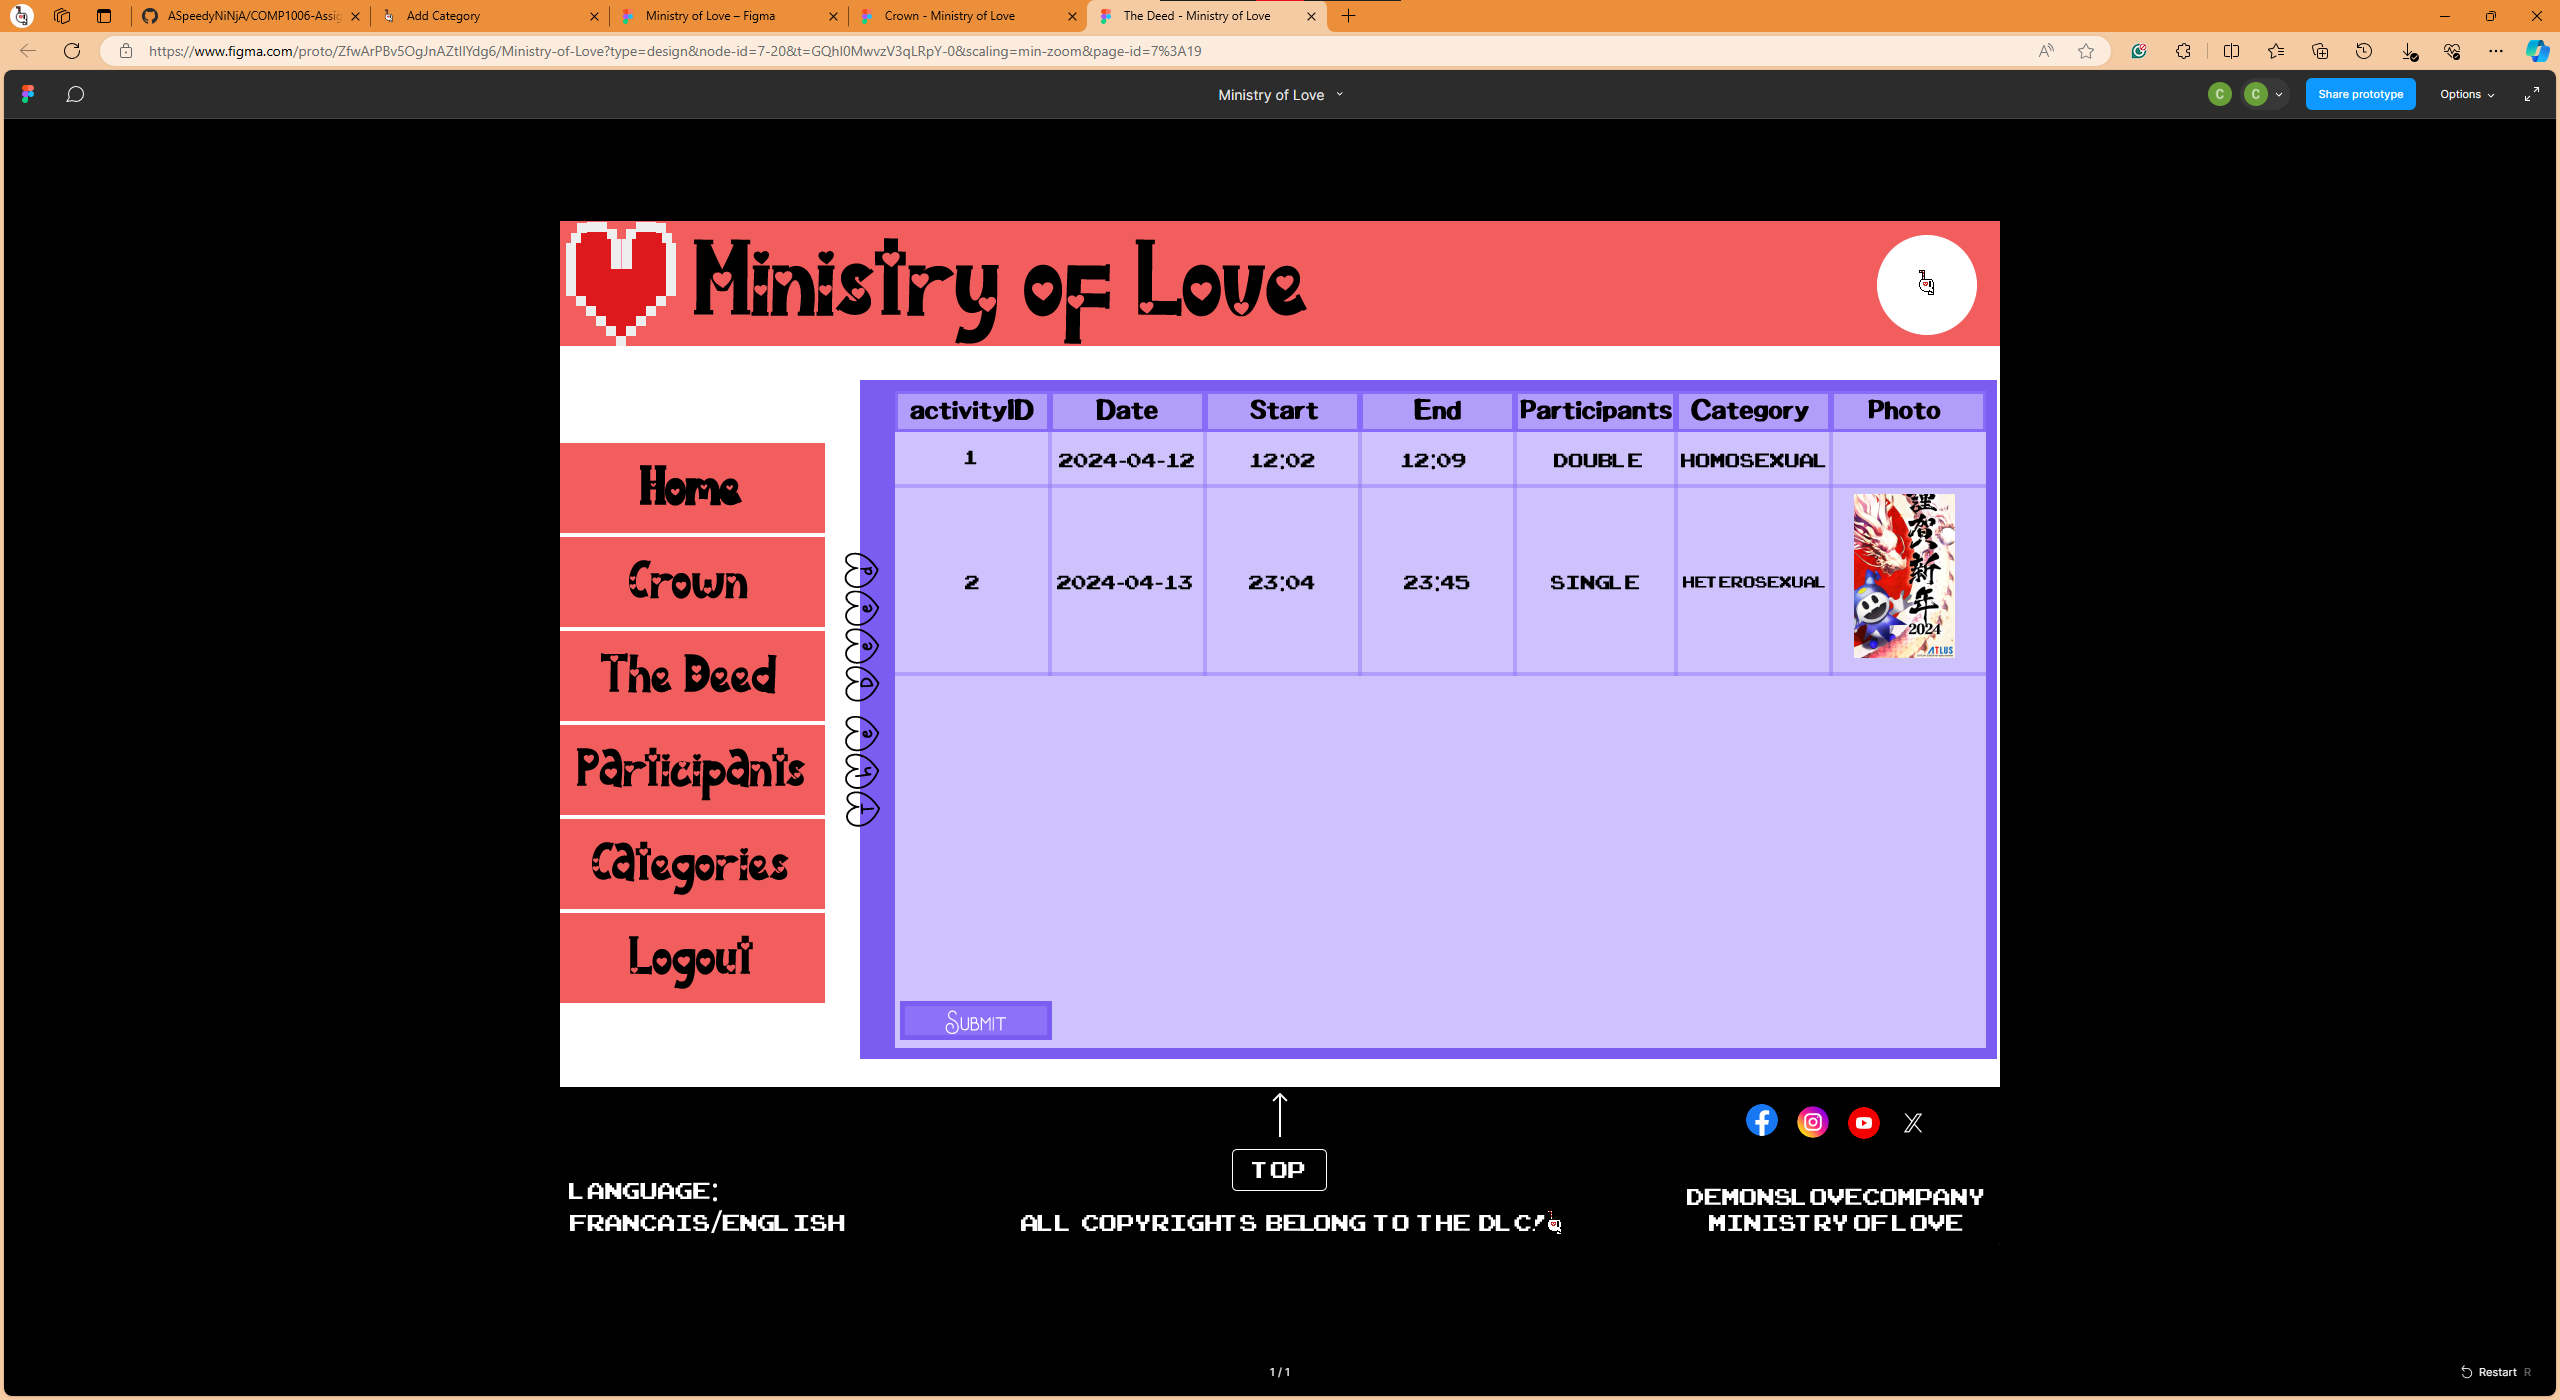 ASpeedyNiNjA/COMP1006-Assig
Add Category
Ministry of Love – Figma
Crown - Ministry of Love
The Deed - Ministry of Love
https://www.figma.com/proto/ZfwArPBv5OgJnAZtIlYdg6/Ministry-of-Love?type=design&node-id=7-20&t=GQhI0MwvzV3qLRpY-0&scaling=min-zoom&page-id=7%3A19
Ministry of Love
C
C
Share prototype
Options
Ministry of Love
Home
Crown
The Deed
Participants
Categories
Logout
The Deed
activityID Date Start End Participants Category Photo
1 2024-04-12 12:02 12:09 DOUBLE HOMOSEXUAL
2 2024-04-13 23:04 23:45 SINGLE HETEROSEXUAL
謹賀新年
2024
ATLUS
SUBMIT
TOP
LANGUAGE:
FRANCAIS/ENGLISH
ALL COPYRIGHTS BELONG TO THE DLC!
DEMONSLOVECOMPANY
MINISTRYOFLOVE
1 / 1
Restart R